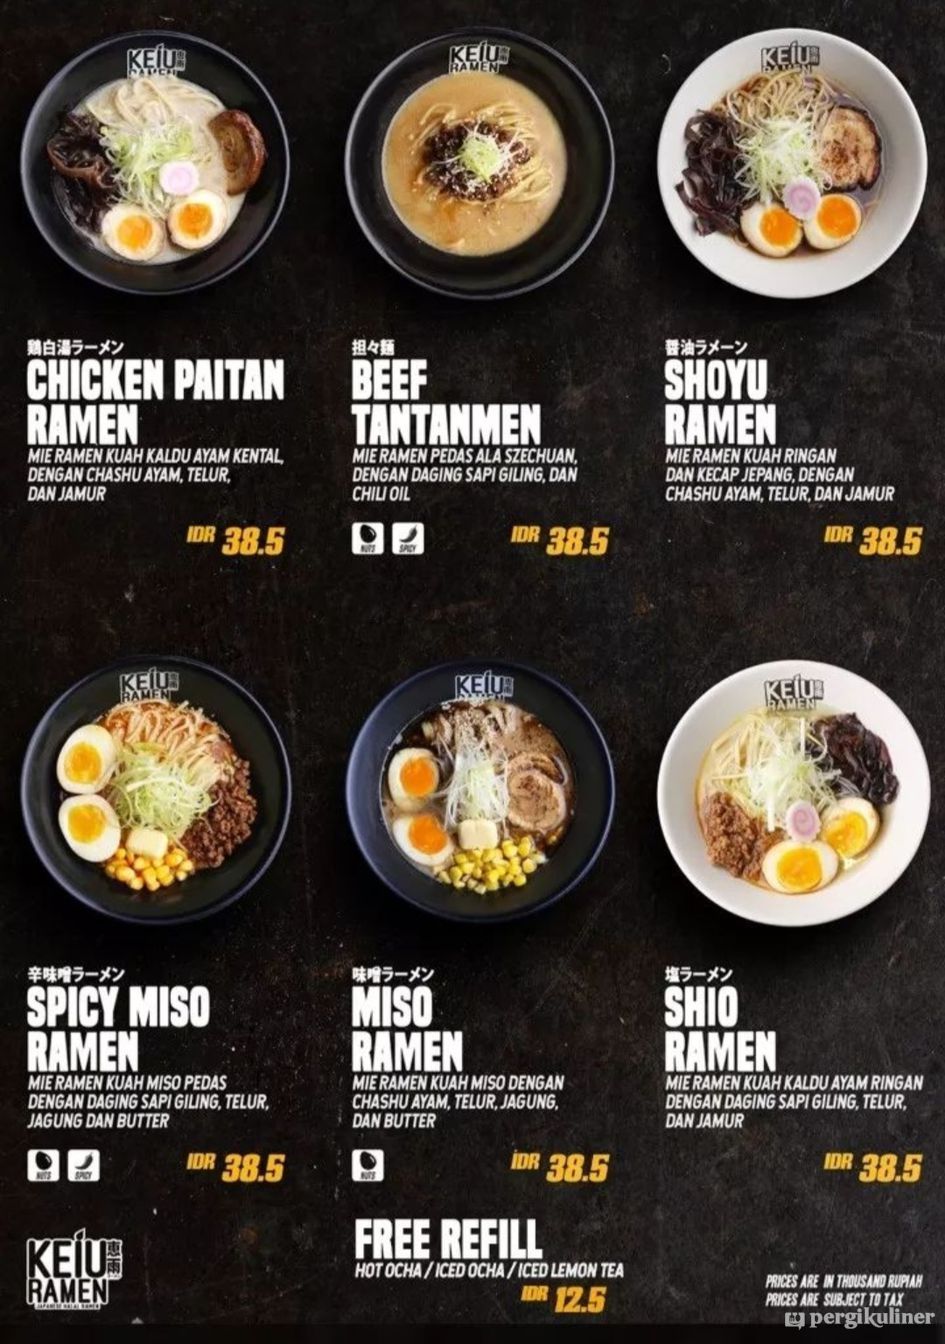 KEIU
RAMEN
KEIU
RAMEN
KEIU
RAMEN
鶏白湯ラーメン
CHICKEN PAITAN
RAMEN
MIE RAMEN KUAH KALDU AYAM KENTAL,
DENGAN CHASHU AYAM, TELUR,
DAN JAMUR
IDR 38.5
担々麺
BEEF
TANTANMEN
MIE RAMEN PEDAS ALA SZECHUAN,
DENGAN DAGING SAPI GILING, DAN
CHILI OIL
NUTS SPICY IDR 38.5
醤油ラメーン
SHOYU
RAMEN
MIE RAMEN KUAH RINGAN
DAN KECAP JEPANG, DENGAN
CHASHU AYAM, TELUR, DAN JAMUR
IDR 38.5
KEIU
RAMEN
KEIU
RAMEN
KEIU
RAMEN
辛味噌ラーメン
SPICY MISO
RAMEN
MIE RAMEN KUAH MISO PEDAS
DENGAN DAGING SAPI GILING, TELUR,
JAGUNG DAN BUTTER
NUTS SPICY IDR 38.5
味噌ラーメン
MISO
RAMEN
MIE RAMEN KUAH MISO DENGAN
CHASHU AYAM, TELUR, JAGUNG,
DAN BUTTER
NUTS IDR 38.5
塩ラーメン
SHIO
RAMEN
MIE RAMEN KUAH KALDU AYAM RINGAN
DENGAN DAGING SAPI GILING, TELUR,
DAN JAMUR
IDR 38.5
KEIU 恵雨
RAMEN
JAPANESE HALAL RAMEN
FREE REFILL
HOT OCHA / ICED OCHA / ICED LEMON TEA
IDR 12.5
PRICES ARE IN THOUSAND RUPIAH
PRICES ARE SUBJECT TO TAX
pergikuliner